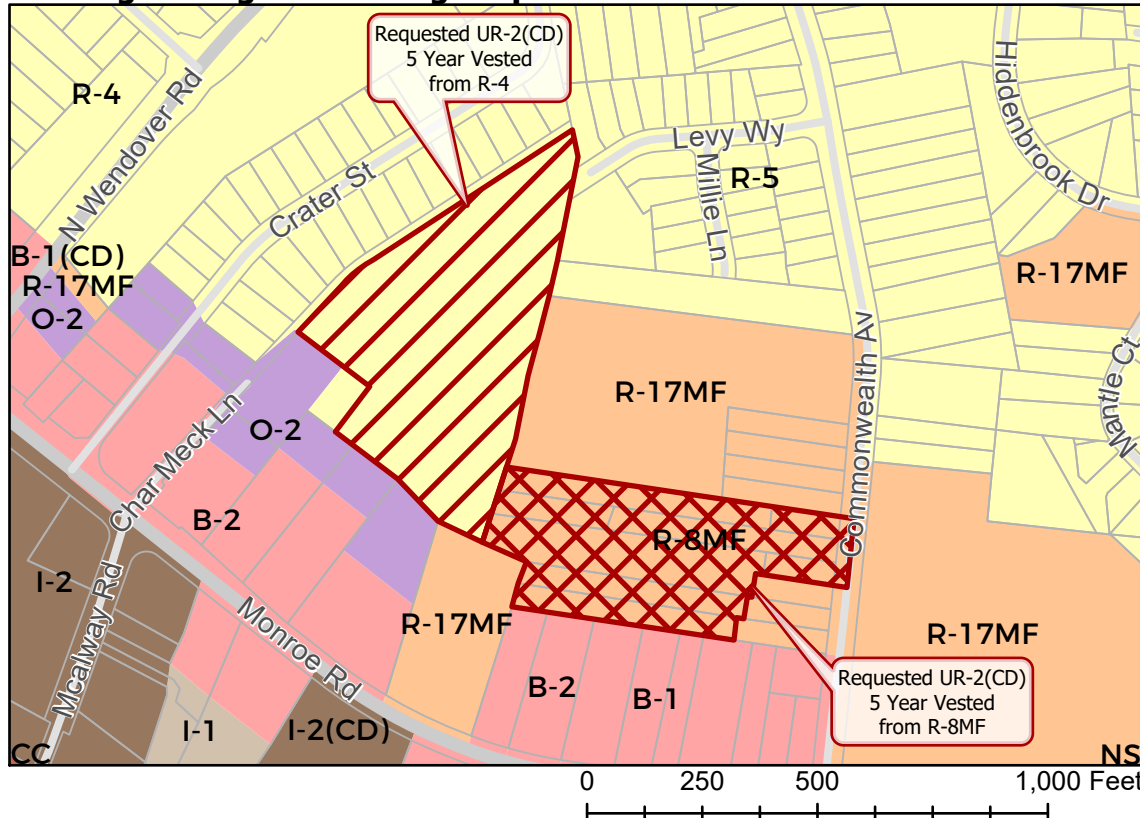 Requested UR-2(CD)
5 Year Vested
from R-4
R-4
N Wendover Rd
Crater St
Levy Wy
Millie Ln
R-5
Hiddenbrook Dr
B-1(CD)
R-17MF
O-2
R-17MF
Mantle Ct
R-17MF
Commonwealth Av
O-2
Char Meck Ln
B-2
R-8MF
I-2
Mcalway Rd
Monroe Rd
R-17MF
R-17MF
B-2
B-1
Requested UR-2(CD)
5 Year Vested
from R-8MF
I-1
I-2(CD)
CC
NS
0 250 500 1,000 Feet